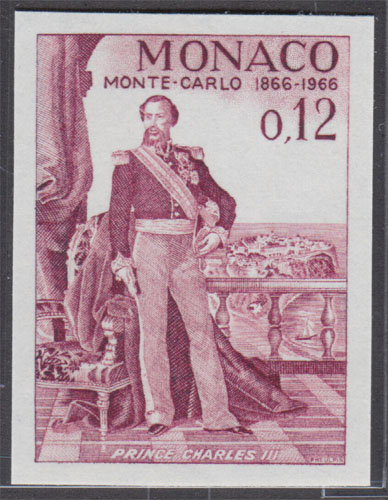 MONACO
MONTE-CARLO 1866-1966
0,12
PRINCE CHARLES III